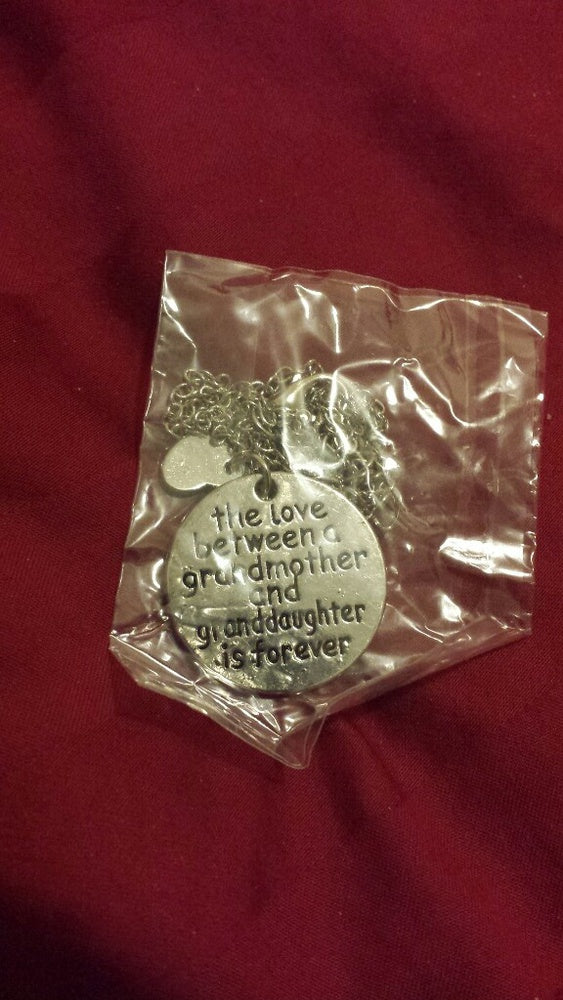 the love
between a
grandmother
and
granddaughter
is forever